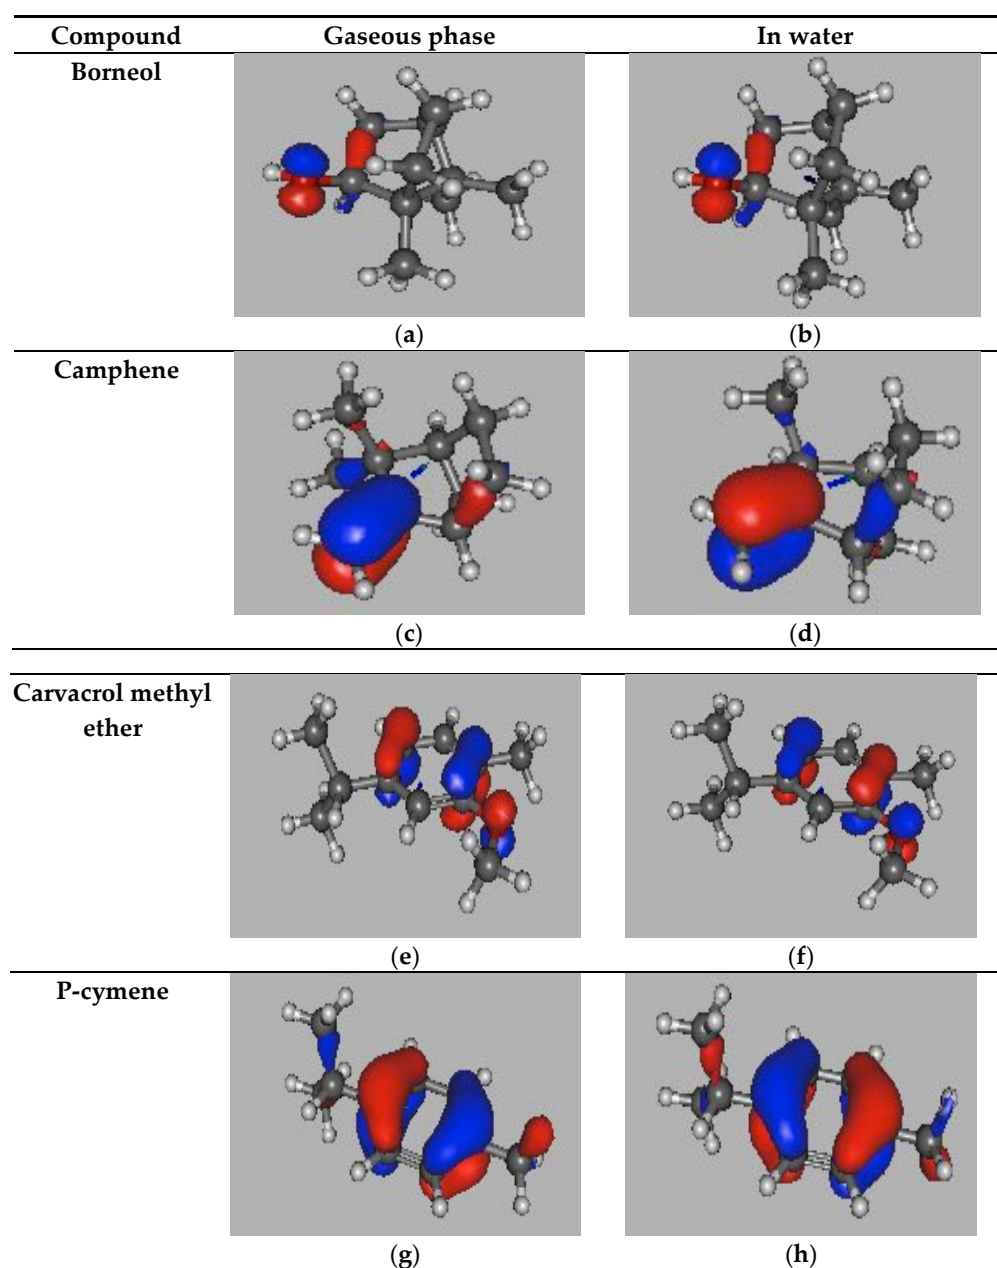 Compound Gaseous phase In water
Borneol
(a) (b)
Camphene
(c) (d)
Carvacrol methyl
ether
(e) (f)
P-cymene
(g) (h)